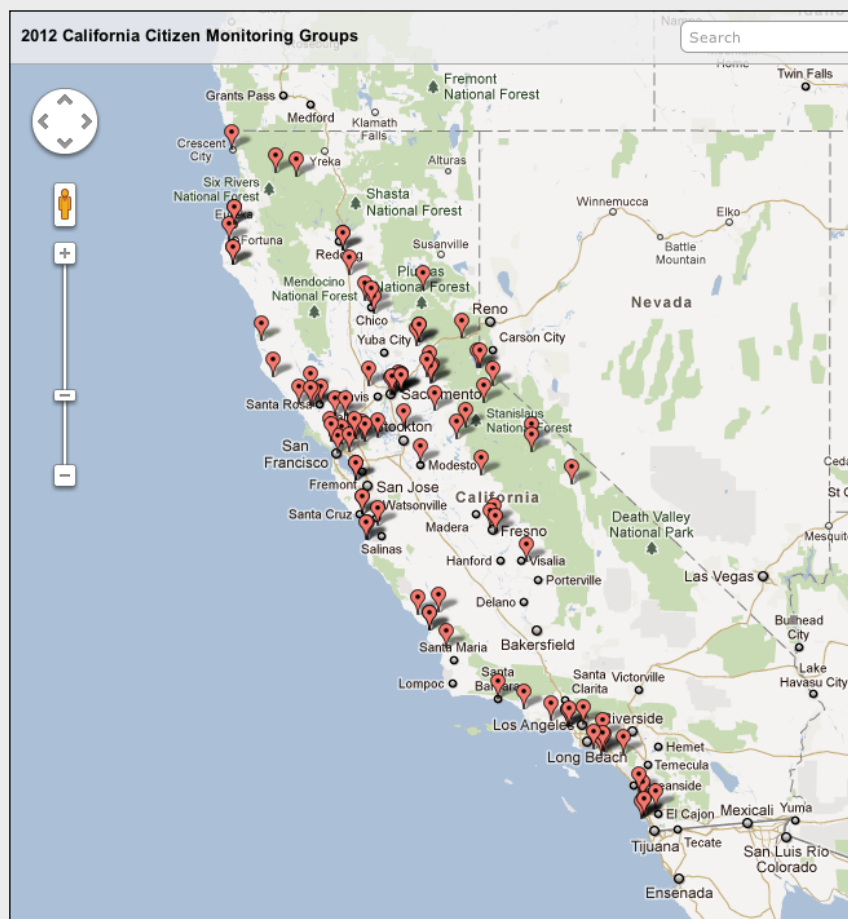 2012 California Citizen Monitoring Groups
Search
Roseburg
Home
Twin Falls
Fremont
National Forest
Grants Pass
Medford
Klamath
Falls
Crescent
City
Yreka
Alturas
Six Rivers
National Forest
Shasta
National Forest
Winnemucca
Elko
Fortuna
Susanville
Battle
Mountain
Mendocino
National Forest
National Forest
Nevada
Reno
Chico
Carson City
Yuba City
Sacramento
Santa Rosa
Stanislaus
National Forest
Stockton
San
Francisco
Modesto
Fremont
San Jose
California
Watsonville
Santa Cruz
Madera
Fresno
Death Valley
National Park
Mesquite
Salinas
Hanford
Visalia
Las Vegas
Porterville
Delano
Bullhead
City
Bakersfield
Santa Maria
Lake
Havasu City
Lompoc
Santa
Barbara
Santa
Clarita
Victorville
Los Angeles
Riverside
Hemet
Long Beach
Temecula
El Cajon
Mexicali
Yuma
Tijuana
Tecate
San Luis Rio
Colorado
Ensenada